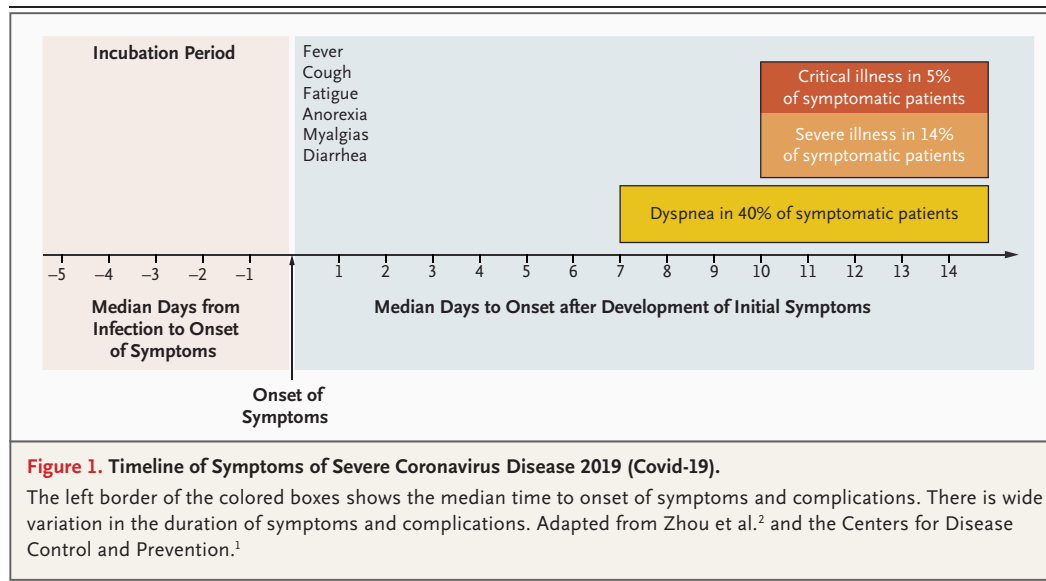 Incubation Period
Fever
Cough
Fatigue
Anorexia
Myalgias
Diarrhea
Critical illness in 5%
of symptomatic patients
Severe illness in 14%
of symptomatic patients
Dyspnea in 40% of symptomatic patients
–5 –4 –3 –2 –1 1 2 3 4 5 6 7 8 9 10 11 12 13 14
Median Days from
Infection to Onset
of Symptoms
Median Days to Onset after Development of Initial Symptoms
Onset of
Symptoms
Figure 1. Timeline of Symptoms of Severe Coronavirus Disease 2019 (Covid-19).
The left border of the colored boxes shows the median time to onset of symptoms and complications. There is wide
variation in the duration of symptoms and complications. Adapted from Zhou et al.² and the Centers for Disease
Control and Prevention.¹